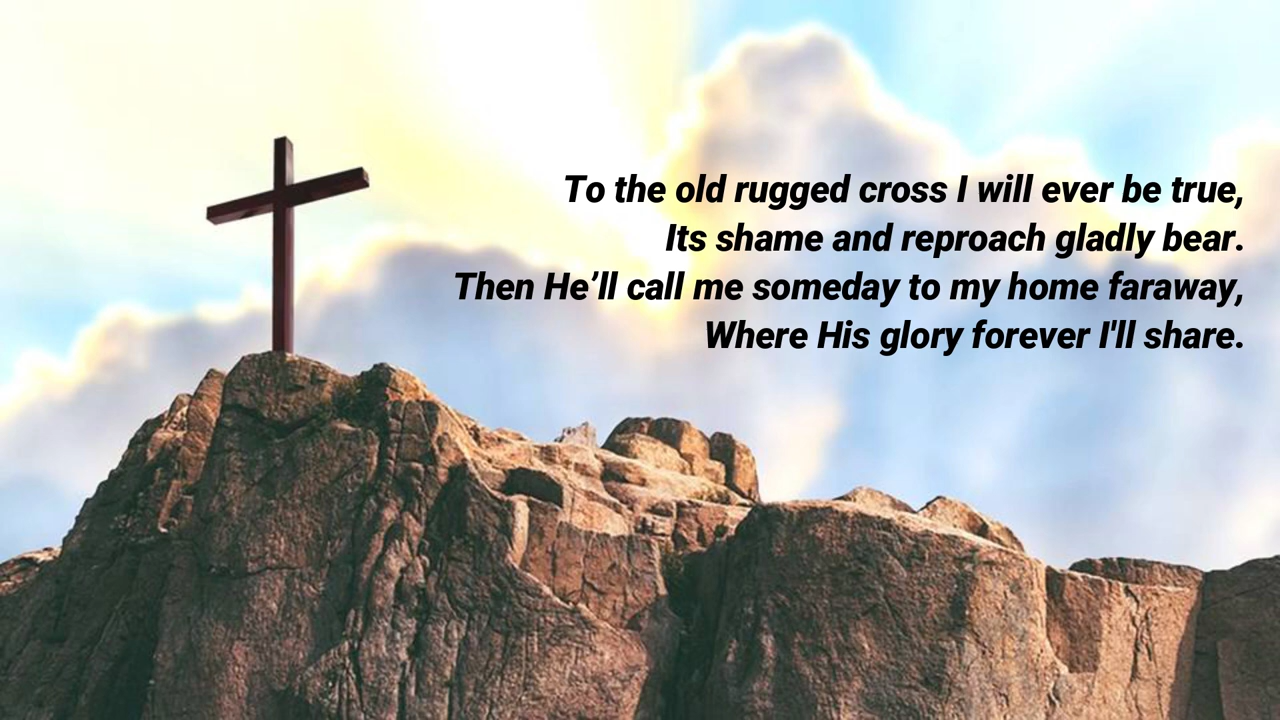 To the old rugged cross I will ever be true,
Its shame and reproach gladly bear.
Then He’ll call me someday to my home faraway,
Where His glory forever I'll share.